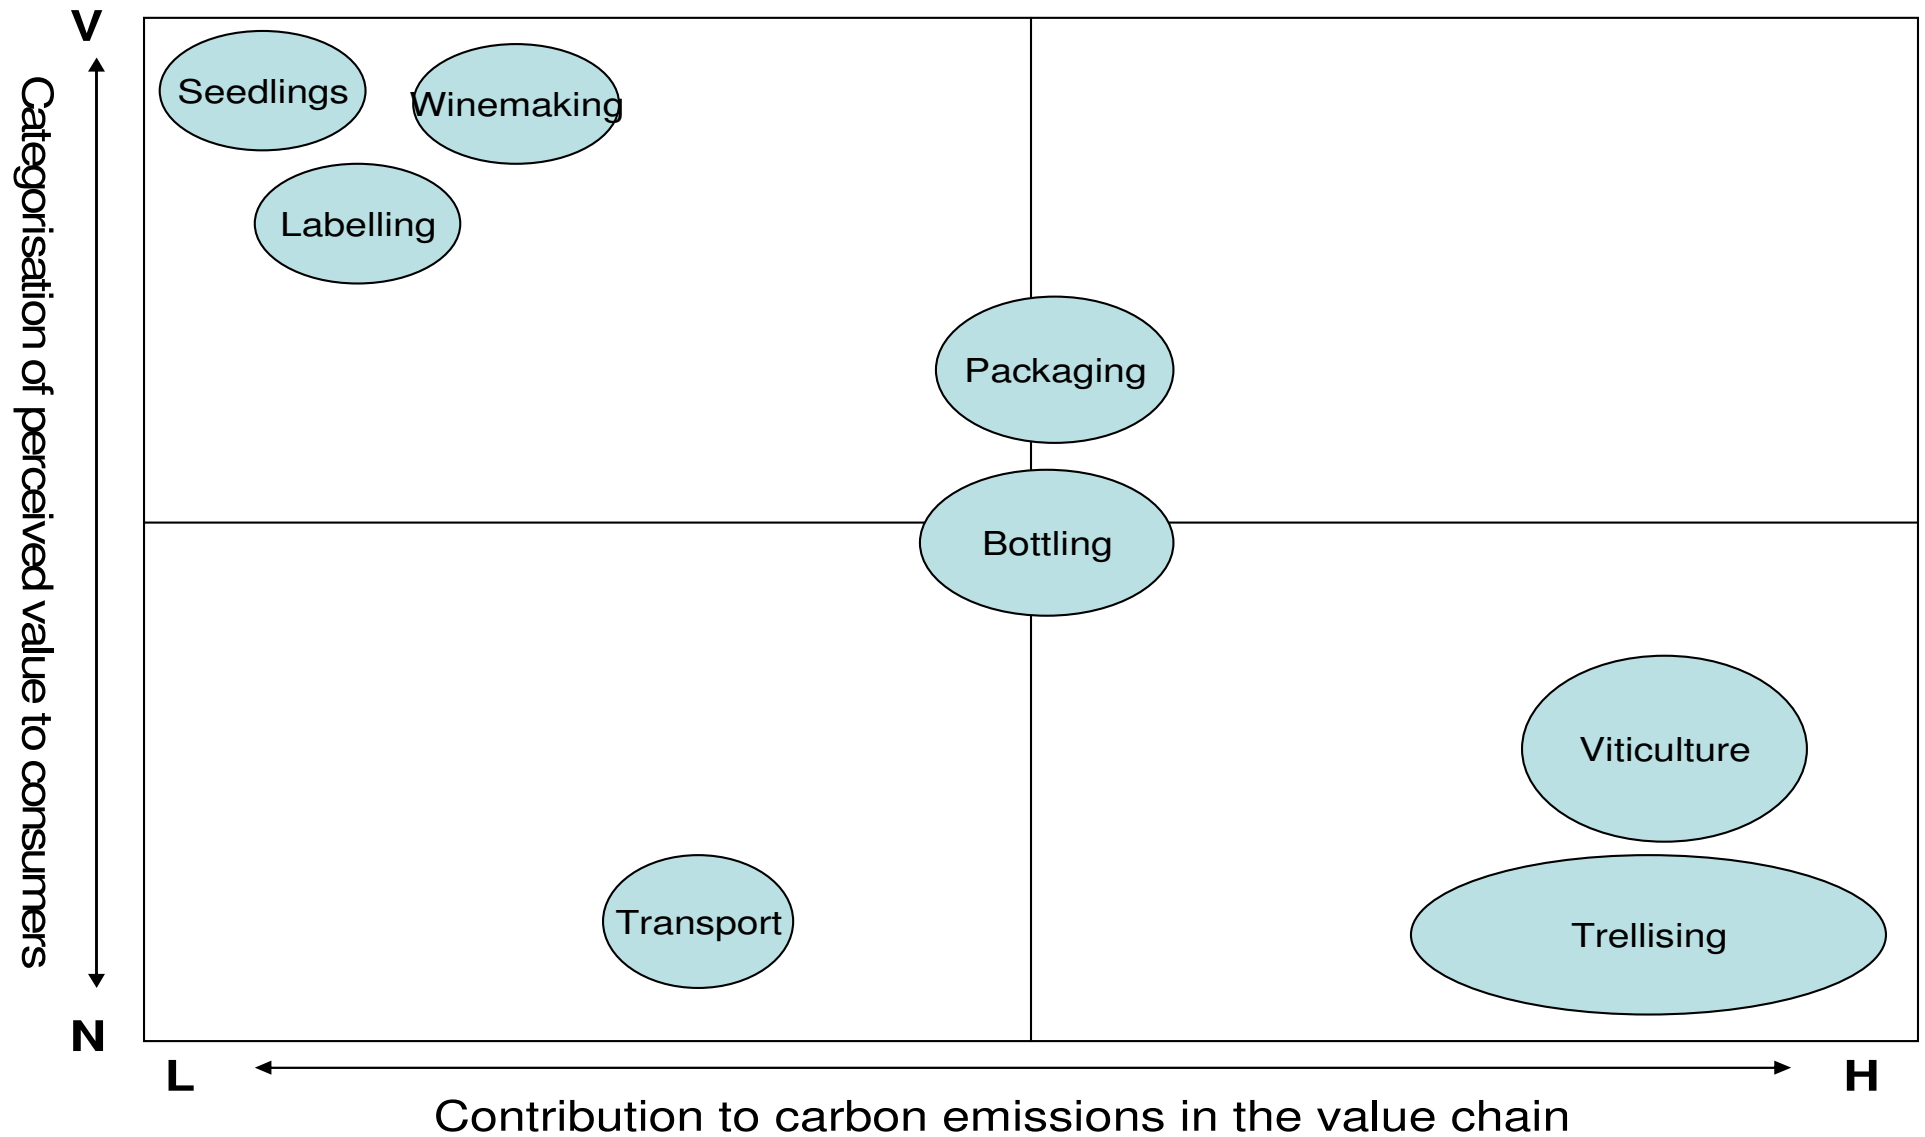 V
Categorisation of perceived value to consumers
Seedlings
Winemaking
Labelling
Packaging
Bottling
Viticulture
Transport
Trellising
N
L
H
Contribution to carbon emissions in the value chain